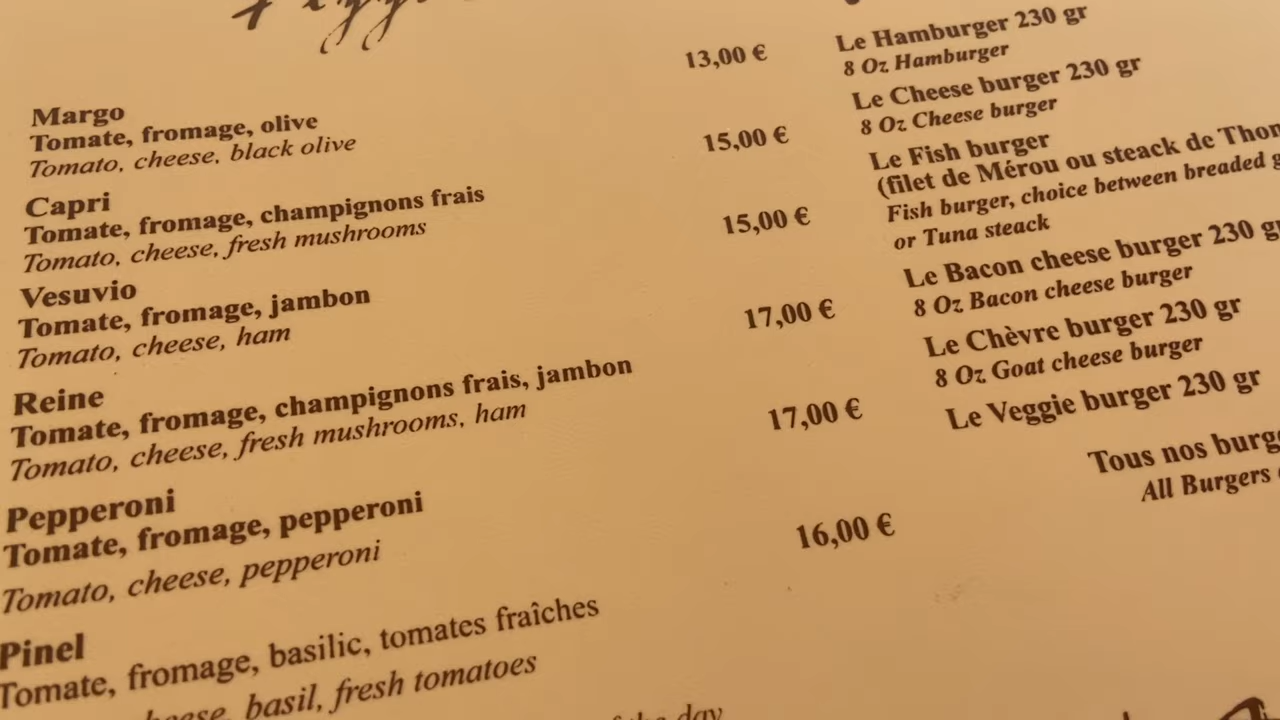 Margo
13,00 €
Tomate, fromage, olive
Tomato, cheese, black olive
Capri
15,00 €
Tomate, fromage, champignons frais
Tomato, cheese, fresh mushrooms
Vesuvio
15,00 €
Tomate, fromage, jambon
Tomato, cheese, ham
Reine
17,00 €
Tomate, fromage, champignons frais, jambon
Tomato, cheese, fresh mushrooms, ham
Pepperoni
17,00 €
Tomate, fromage, pepperoni
Tomato, cheese, pepperoni
Pinel
16,00 €
Tomate, fromage, basilic, tomates fraîches
basil, fresh tomatoes
the day
Le Hamburger 230 gr
8 Oz Hamburger
Le Cheese burger 230 gr
8 Oz Cheese burger
Le Fish burger
(filet de Mérou ou steack de
Fish burger, choice between breaded
or Tuna steack
Le Bacon cheese burger 230
8 Oz Bacon cheese burger
Le Chèvre burger 230 gr
8 Oz Goat cheese burger
Le Veggie burger 230 gr
Tous nos
All Burgers